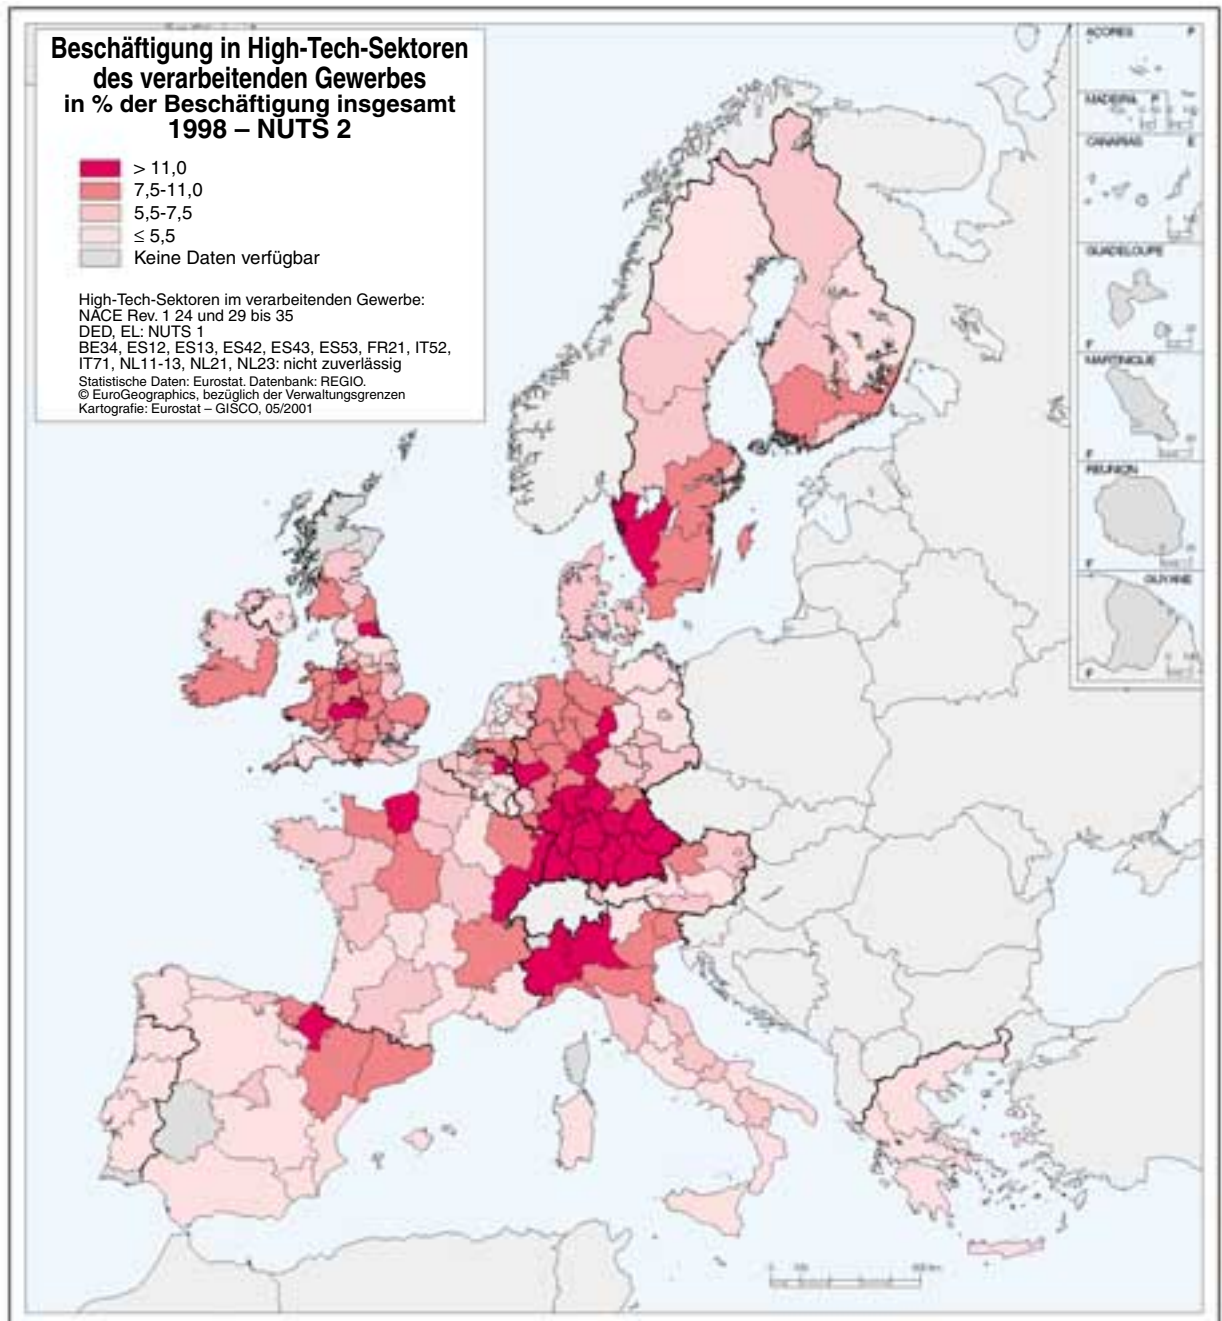 Beschäftigung in High-Tech-Sektoren
des verarbeitenden Gewerbes
in % der Beschäftigung insgesamt
1998 – NUTS 2
> 11,0
7,5-11,0
5,5-7,5
≤ 5,5
Keine Daten verfügbar
High-Tech-Sektoren im verarbeitenden Gewerbe:
NACE Rev. 1 24 und 29 bis 35
DED, EL: NUTS 1
BE34, ES12, ES13, ES42, ES43, ES53, FR21, IT52,
IT71, NL11-13, NL21, NL23: nicht zuverlässig
Statistische Daten: Eurostat. Datenbank: REGIO.
© EuroGeographics, bezüglich der Verwaltungsgrenzen
Kartografie: Eurostat – GISCO, 05/2001
AÇORES P
MADEIRA P
CANARIAS E
GUADELOUPE
F
MARTINIQUE
F
REUNION
F
GUYANE
F